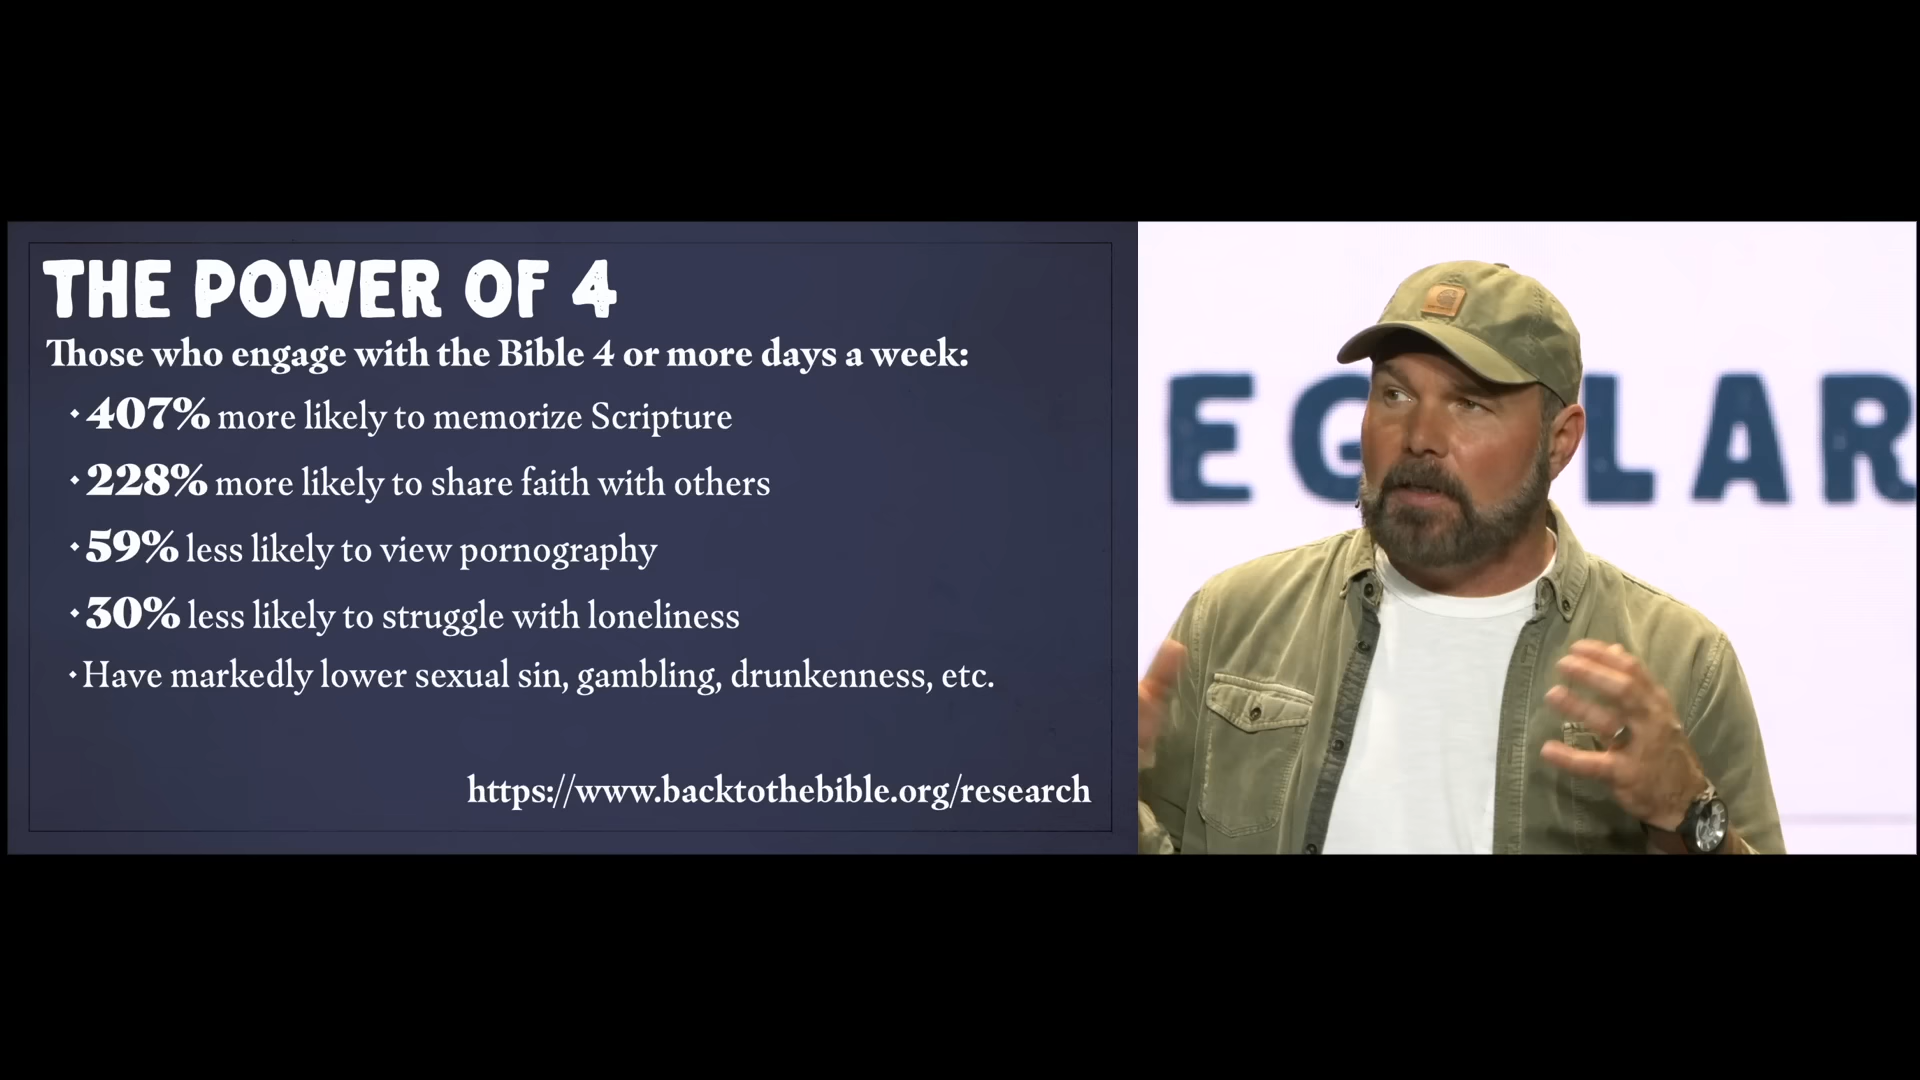 THE POWER OF 4
Those who engage with the Bible 4 or more days a week:
• 407% more likely to memorize Scripture
• 228% more likely to share faith with others
• 59% less likely to view pornography
• 30% less likely to struggle with loneliness
• Have markedly lower sexual sin, gambling, drunkenness, etc.
https://www.backtothebible.org/research
EG LAR